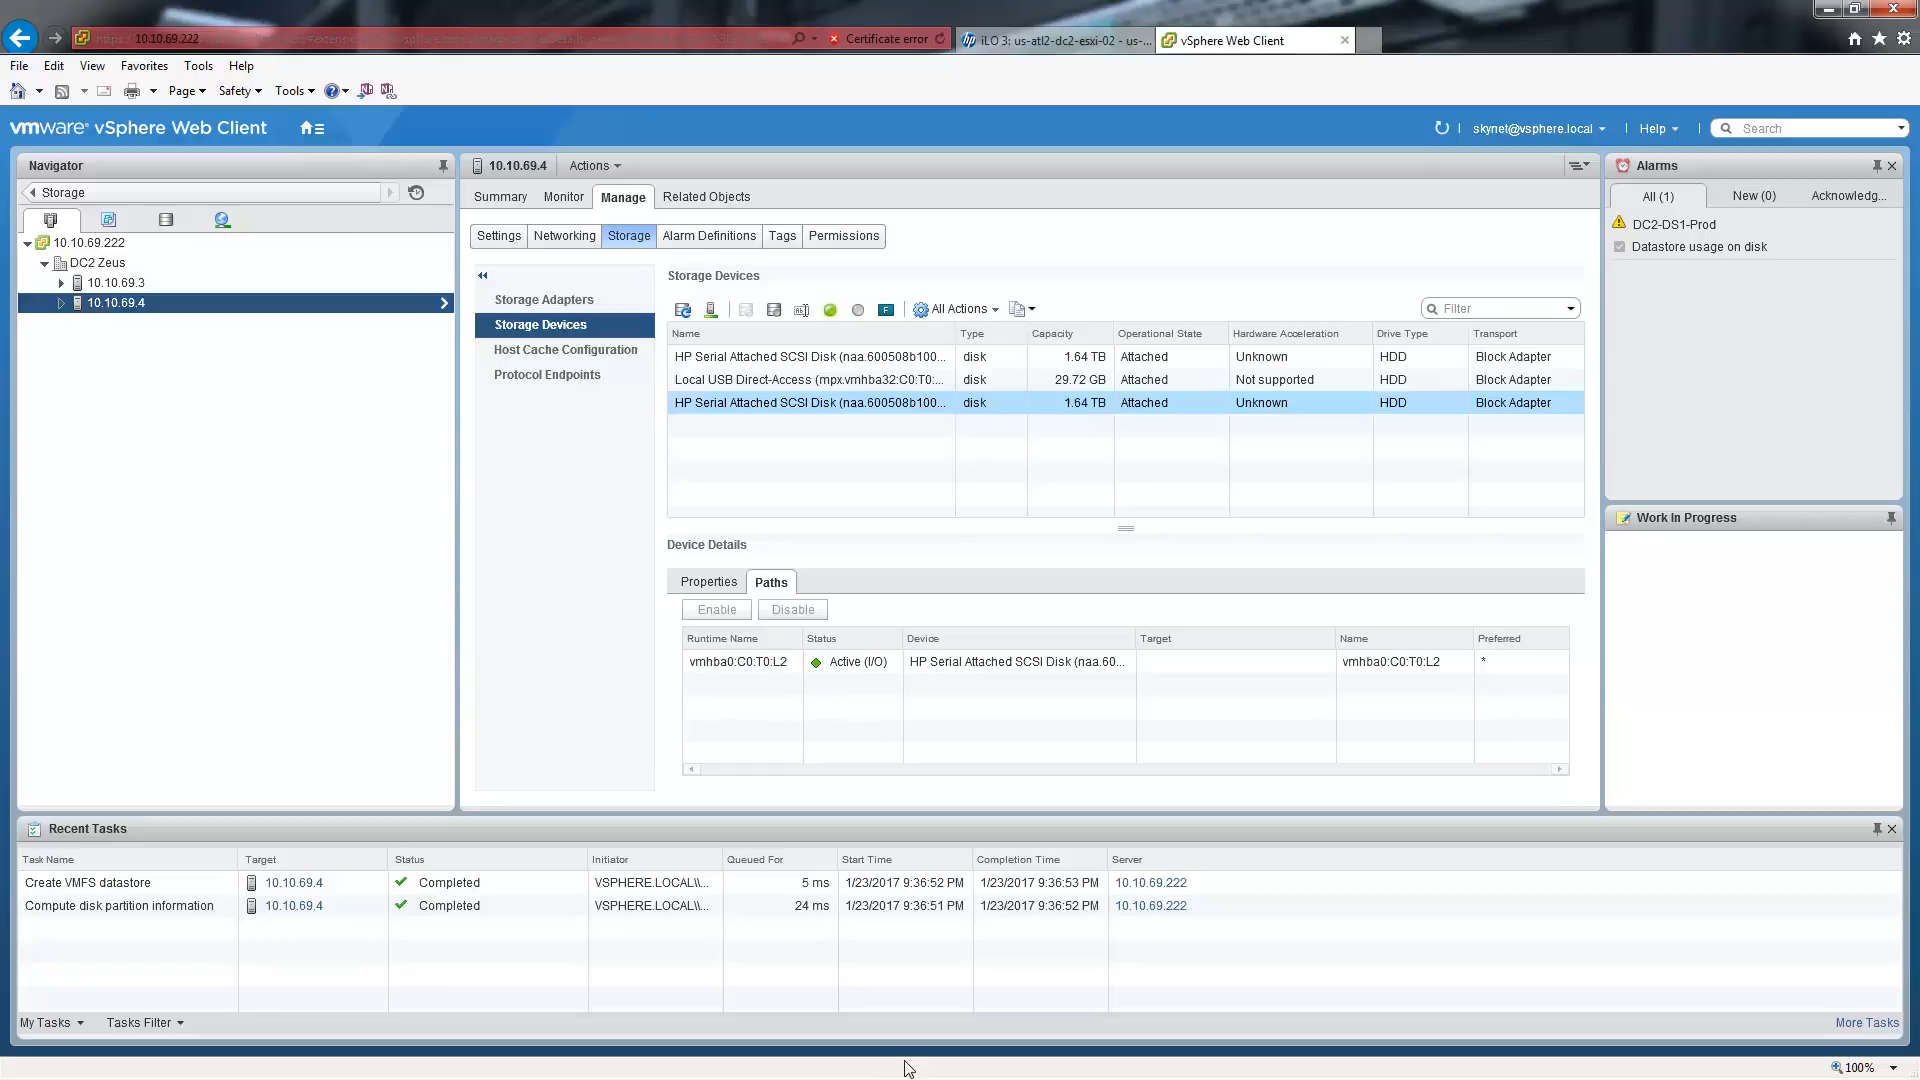 10.10.69.222
Certificate error
iLO 3: us-atl2-dc2-esxi-02 - us-...
vSphere Web Client
File Edit View Favorites Tools Help
Page Safety Tools
vmware® vSphere Web Client
skynet@vsphere.local | Help | Search
Navigator
Storage
10.10.69.222
DC2 Zeus
10.10.69.3
10.10.69.4
10.10.69.4 Actions
Summary Monitor Manage Related Objects
Settings Networking Storage Alarm Definitions Tags Permissions
Storage Adapters
Storage Devices
Host Cache Configuration
Protocol Endpoints
Storage Devices
All Actions
Filter
Name Type Capacity Operational State Hardware Acceleration Drive Type Transport
HP Serial Attached SCSI Disk (naa.600508b100... disk 1.64 TB Attached Unknown HDD Block Adapter
Local USB Direct-Access (mpx.vmhba32:C0:T0:... disk 29.72 GB Attached Not supported HDD Block Adapter
HP Serial Attached SCSI Disk (naa.600508b100... disk 1.64 TB Attached Unknown HDD Block Adapter
Device Details
Properties Paths
Enable Disable
Runtime Name Status Device Target Name Preferred
vmhba0:C0:T0:L2 Active (I/O) HP Serial Attached SCSI Disk (naa.60... vmhba0:C0:T0:L2 *
Alarms
All (1) New (0) Acknowledg...
DC2-DS1-Prod
Datastore usage on disk
Work In Progress
Recent Tasks
Task Name Target Status Initiator Queued For Start Time Completion Time Server
Create VMFS datastore 10.10.69.4 Completed VSPHERE.LOCAL\\... 5 ms 1/23/2017 9:36:52 PM 1/23/2017 9:36:53 PM 10.10.69.222
Compute disk partition information 10.10.69.4 Completed VSPHERE.LOCAL\\... 24 ms 1/23/2017 9:36:51 PM 1/23/2017 9:36:52 PM 10.10.69.222
My Tasks Tasks Filter
More Tasks
100%